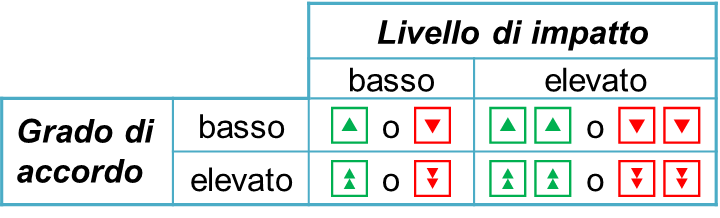 Livello di impatto
basso elevato
Grado di accordo
basso o o
elevato o o